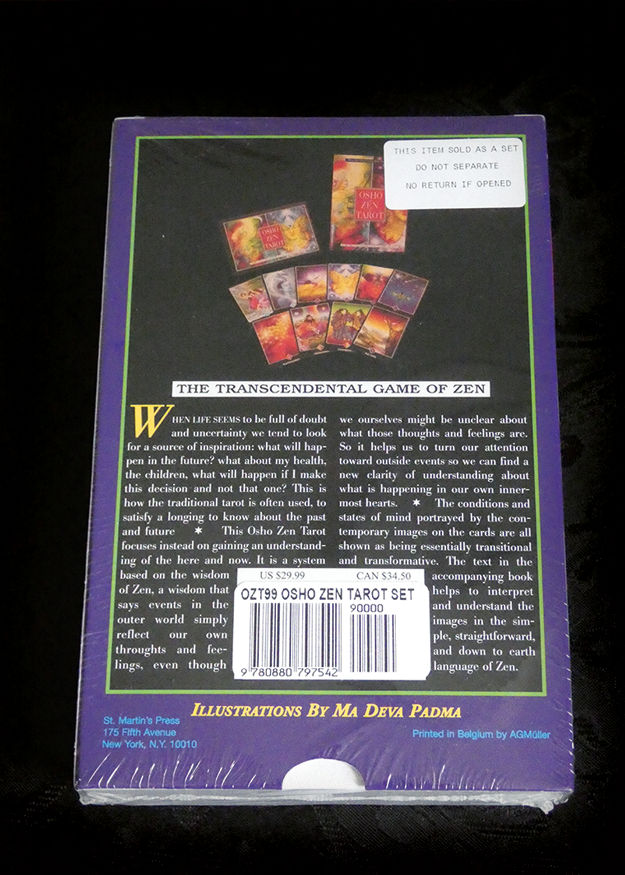 THIS ITEM SOLD AS A SET
DO NOT SEPARATE
NO RETURN IF OPENED
OSHO
ZEN
TAROT
OSHO
ZEN
TAROT
THE TRANSCENDENTAL GAME OF ZEN
WHEN LIFE SEEMS to be full of doubt
and uncertainty we tend to look
for a source of inspiration: what will hap-
pen in the future? what about my health,
the children, what will happen if I make
this decision and not that one? This is
how the traditional tarot is often used, to
satisfy a longing to know about the past
and future ✶ This Osho Zen Tarot
focuses instead on gaining an understand-
ing of the here and now. It is a system
based on the wisdom
of Zen, a wisdom that
says events in the
outer world simply
reflect our own
throughts and fee-
lings, even though
we ourselves might be unclear about
what those thoughts and feelings are.
So it helps us to turn our attention
toward outside events so we can find a
new clarity of understanding about
what is happening in our own inner-
most hearts. ✶ The conditions and
states of mind portrayed by the con-
temporary images on the cards are all
shown as being essentially transitional
and transformative. The text in the
accompanying book
helps to interpret
and understand the
images in the sim-
ple, straightforward,
and down to earth
language of Zen.
US $29.99 CAN $34.50
OZT99 OSHO ZEN TAROT SET
90000
9 780880 797542
ILLUSTRATIONS BY MA DEVA PADMA
St. Martin's Press
175 Fifth Avenue
New York, N.Y. 10010
Printed in Belgium by AGMüller